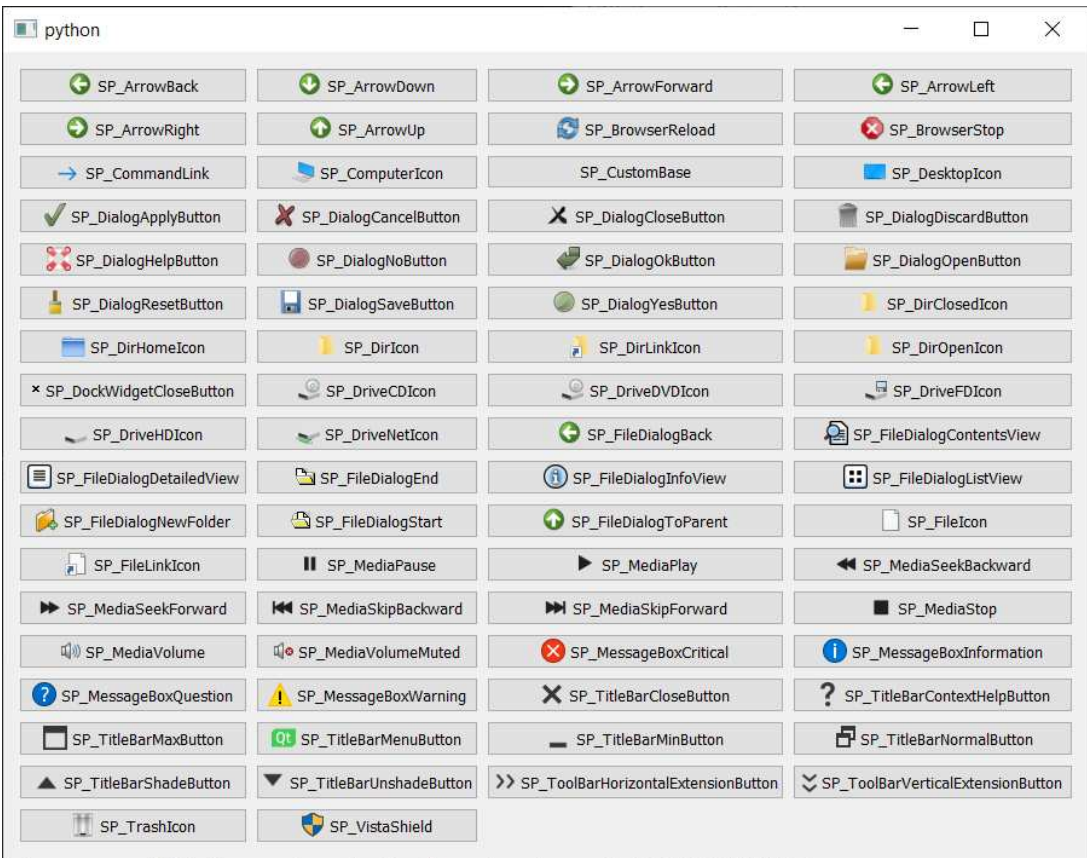 python
SP_ArrowBack SP_ArrowDown SP_ArrowForward SP_ArrowLeft
SP_ArrowRight SP_ArrowUp SP_BrowserReload SP_BrowserStop
SP_CommandLink SP_ComputerIcon SP_CustomBase SP_DesktopIcon
SP_DialogApplyButton SP_DialogCancelButton SP_DialogCloseButton SP_DialogDiscardButton
SP_DialogHelpButton SP_DialogNoButton SP_DialogOkButton SP_DialogOpenButton
SP_DialogResetButton SP_DialogSaveButton SP_DialogYesButton SP_DirClosedIcon
SP_DirHomeIcon SP_DirIcon SP_DirLinkIcon SP_DirOpenIcon
SP_DockWidgetCloseButton SP_DriveCDIcon SP_DriveDVDIcon SP_DriveFDIcon
SP_DriveHDIcon SP_DriveNetIcon SP_FileDialogBack SP_FileDialogContentsView
SP_FileDialogDetailedView SP_FileDialogEnd SP_FileDialogInfoView SP_FileDialogListView
SP_FileDialogNewFolder SP_FileDialogStart SP_FileDialogToParent SP_FileIcon
SP_FileLinkIcon SP_MediaPause SP_MediaPlay SP_MediaSeekBackward
SP_MediaSeekForward SP_MediaSkipBackward SP_MediaSkipForward SP_MediaStop
SP_MediaVolume SP_MediaVolumeMuted SP_MessageBoxCritical SP_MessageBoxInformation
SP_MessageBoxQuestion SP_MessageBoxWarning SP_TitleBarCloseButton SP_TitleBarContextHelpButton
SP_TitleBarMaxButton Qt SP_TitleBarMenuButton SP_TitleBarMinButton SP_TitleBarNormalButton
SP_TitleBarShadeButton SP_TitleBarUnshadeButton SP_ToolBarHorizontalExtensionButton SP_ToolBarVerticalExtensionButton
SP_TrashIcon SP_VistaShield